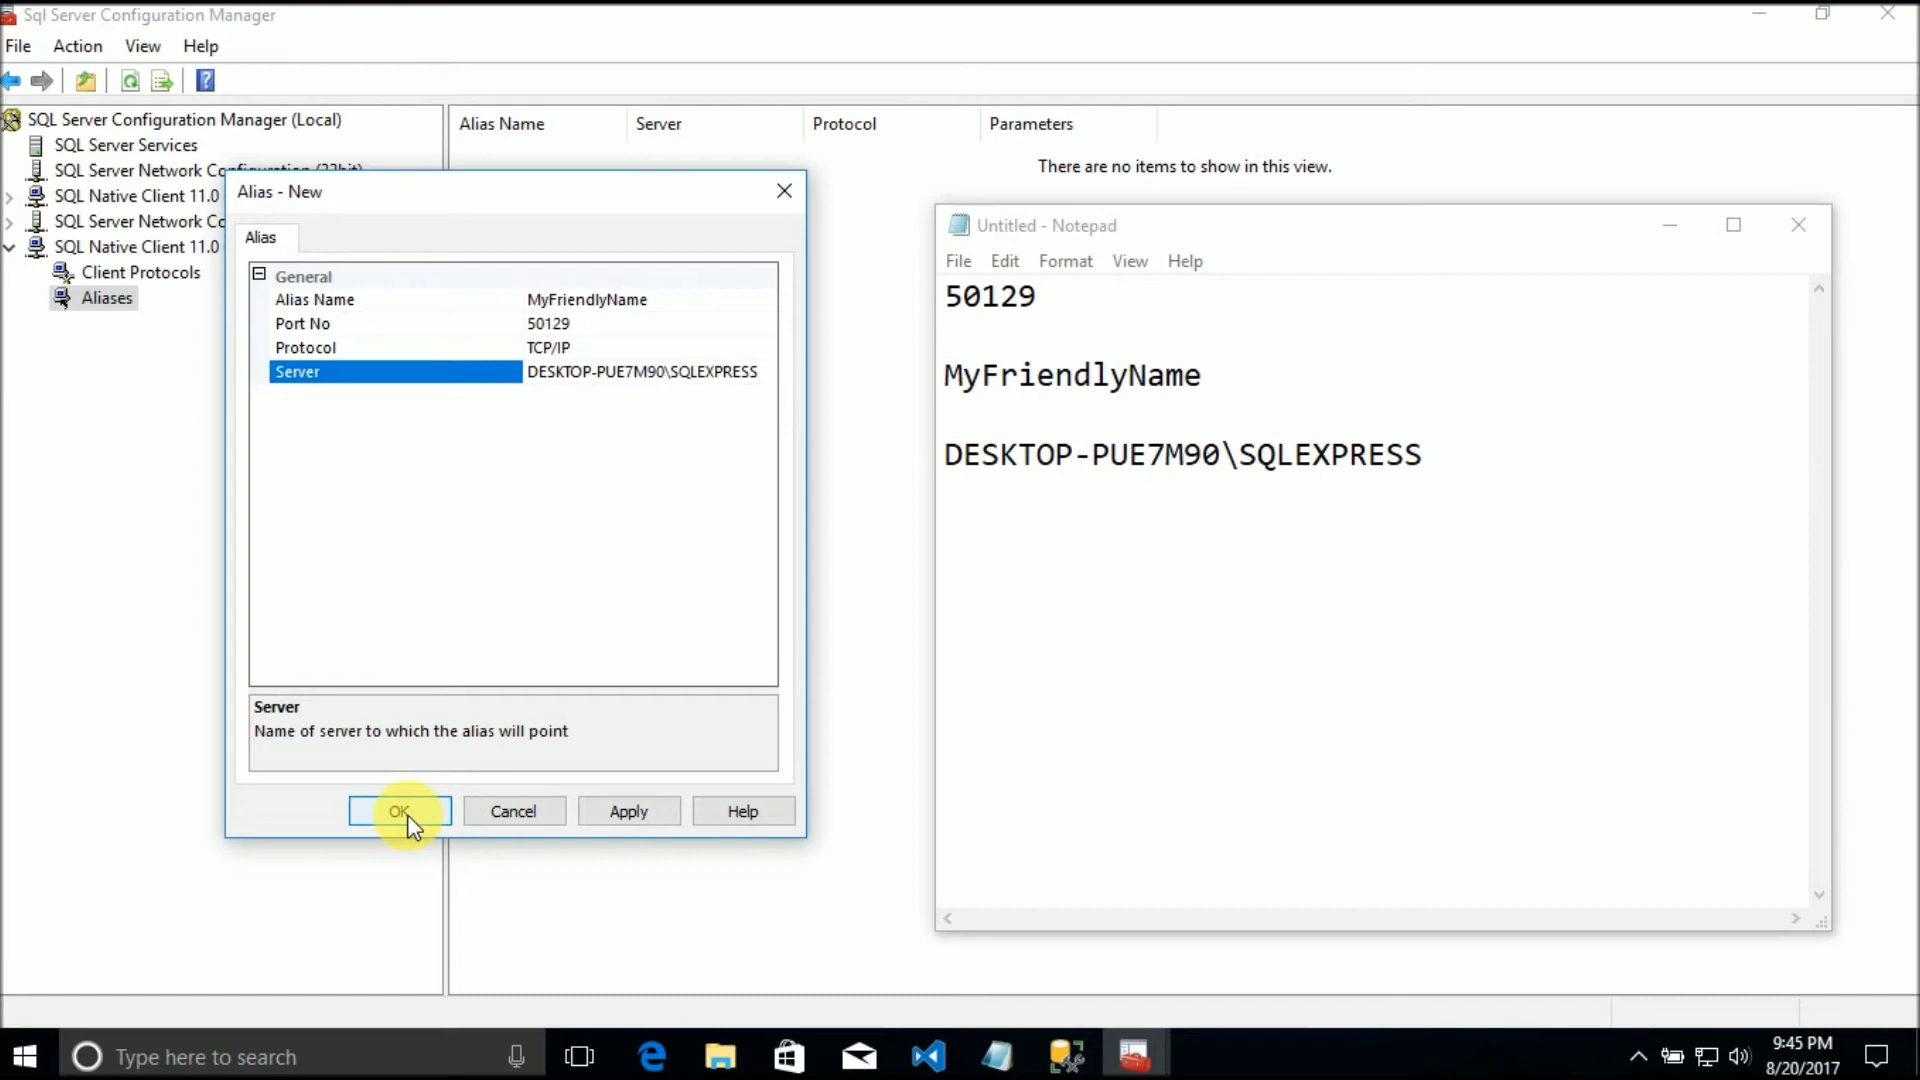 Sql Server Configuration Manager
File Action View Help
SQL Server Configuration Manager (Local)
SQL Server Services
SQL Server Network Configuration (32bit)
SQL Native Client 11.0
SQL Server Network Co
SQL Native Client 11.0
Client Protocols
Aliases
Alias Name Server Protocol Parameters
There are no items to show in this view.
Alias - New
Alias
General
Alias Name MyFriendlyName
Port No 50129
Protocol TCP/IP
Server DESKTOP-PUE7M90\SQLEXPRESS
Server
Name of server to which the alias will point
OK Cancel Apply Help
Untitled - Notepad
File Edit Format View Help
50129
MyFriendlyName
DESKTOP-PUE7M90\SQLEXPRESS
Type here to search
9:45 PM
8/20/2017